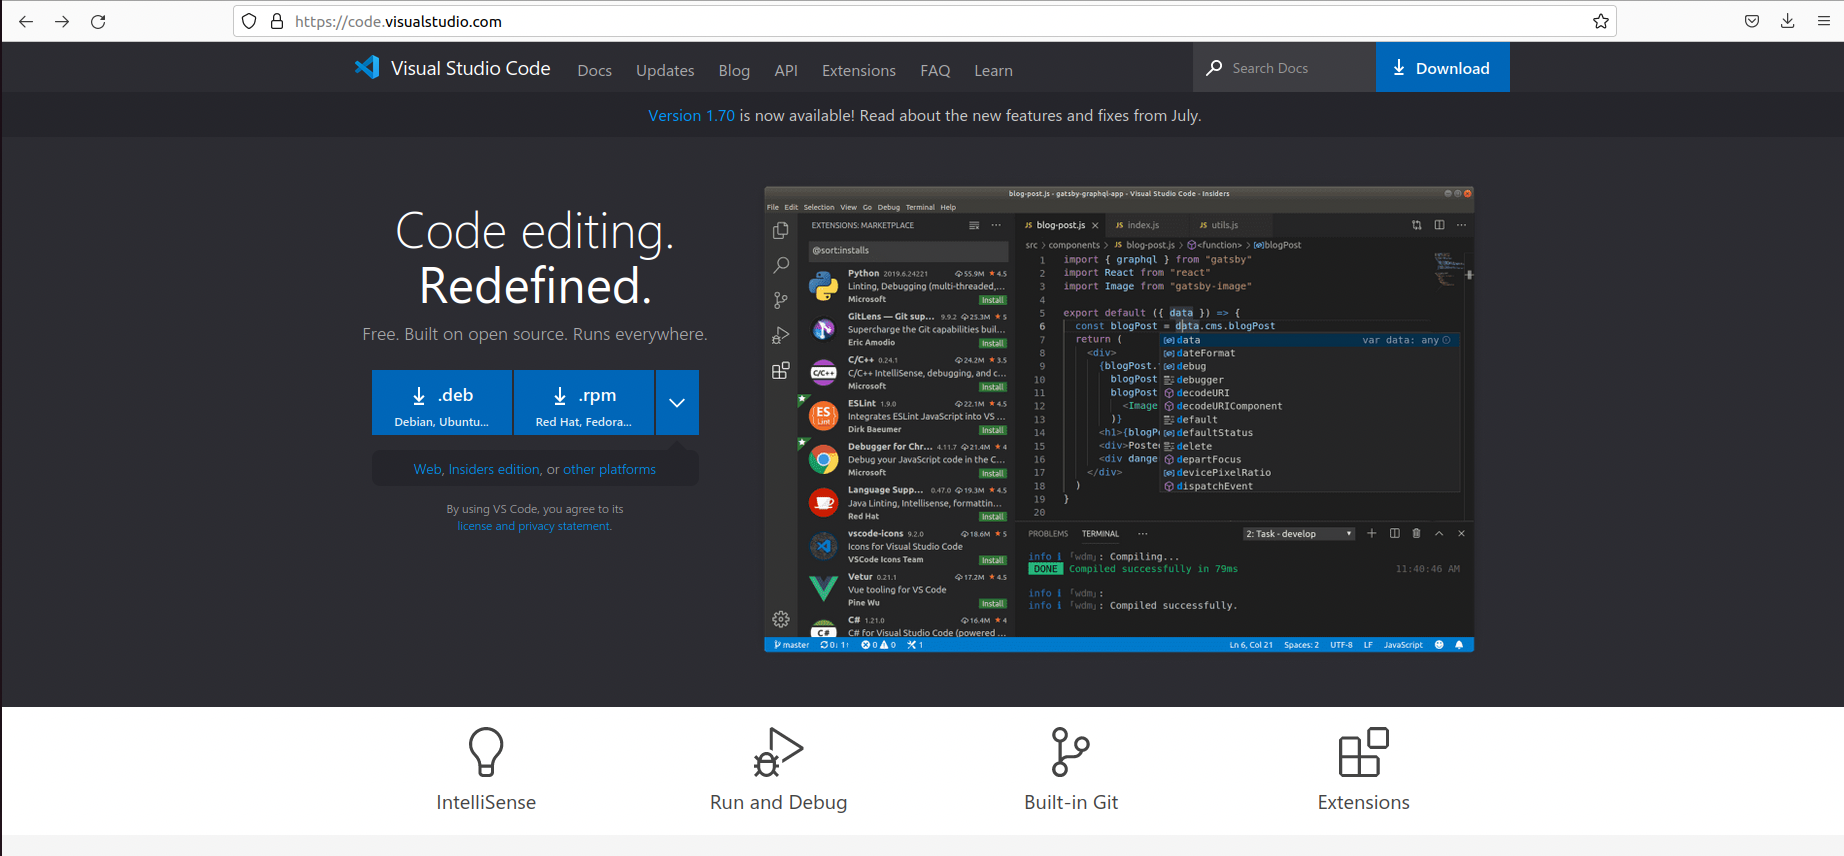 https://code.visualstudio.com
Visual Studio Code Docs Updates Blog API Extensions FAQ Learn Search Docs Download
Version 1.70 is now available! Read about the new features and fixes from July.
Code editing.
Redefined.
Free. Built on open source. Runs everywhere.
.deb
Debian, Ubuntu...
.rpm
Red Hat, Fedora...
Web, Insiders edition, or other platforms
By using VS Code, you agree to its
license and privacy statement.
blog-post.js - gatsby-graphql-app - Visual Studio Code - Insiders
File Edit Selection View Go Debug Terminal Help
EXTENSIONS: MARKETPLACE
@sort:installs
Python 2019.6.24221 55.9M 4.5
Linting, Debugging (multi-threaded,...
Microsoft Install
GitLens — Git sup... 9.9.2 25.3M 5
Supercharge the Git capabilities buil...
Eric Amodio Install
C/C++ 0.24.1 24.2M 3.5
C/C++ IntelliSense, debugging, and c...
Microsoft Install
ESLint 1.9.0 22.1M 4.5
Integrates ESLint JavaScript into VS ...
Dirk Baeumer Install
Debugger for Chr... 4.11.7 21.4M 4
Debug your JavaScript code in the C...
Microsoft Install
Language Supp... 0.47.0 19.3M 4.5
Java Linting, Intellisense, formattin...
Red Hat Install
vscode-icons 9.2.0 18.6M 5
Icons for Visual Studio Code
VSCode Icons Team Install
Vetur 0.21.1 17.2M 4.5
Vue tooling for VS Code
Pine Wu Install
C# 1.21.0 16.4M 4
C# for Visual Studio Code (powered ...
C/C++
ES
Lint
C#
JS blog-post.js JS index.js JS utils.js
src > components > JS blog-post.js > <function> > blogPost
1 import { graphql } from "gatsby"
2 import React from "react"
3 import Image from "gatsby-image"
4
5 export default ({ data }) => {
6 const blogPost = data.cms.blogPost
7 return (
8 <div>
9 {blogPost.
10 blogPost
11 blogPost
12 <Image
13 )}
14 <h1>{blogP
15 <div>Poste
16 <div dange
17 </div>
18 )
19 }
20
data var data: any
dateFormat
debug
debugger
decodeURI
decodeURIComponent
default
defaultStatus
delete
departFocus
devicePixelRatio
dispatchEvent
PROBLEMS TERMINAL ··· 2: Task - develop
info i ｢wdm｣: Compiling...
DONE Compiled successfully in 79ms 11:40:46 AM
info i ｢wdm｣:
info i ｢wdm｣: Compiled successfully.
master 0↓ 1↑ 0 0 1 Ln 6, Col 21 Spaces: 2 UTF-8 LF JavaScript
IntelliSense
Run and Debug
Built-in Git
Extensions